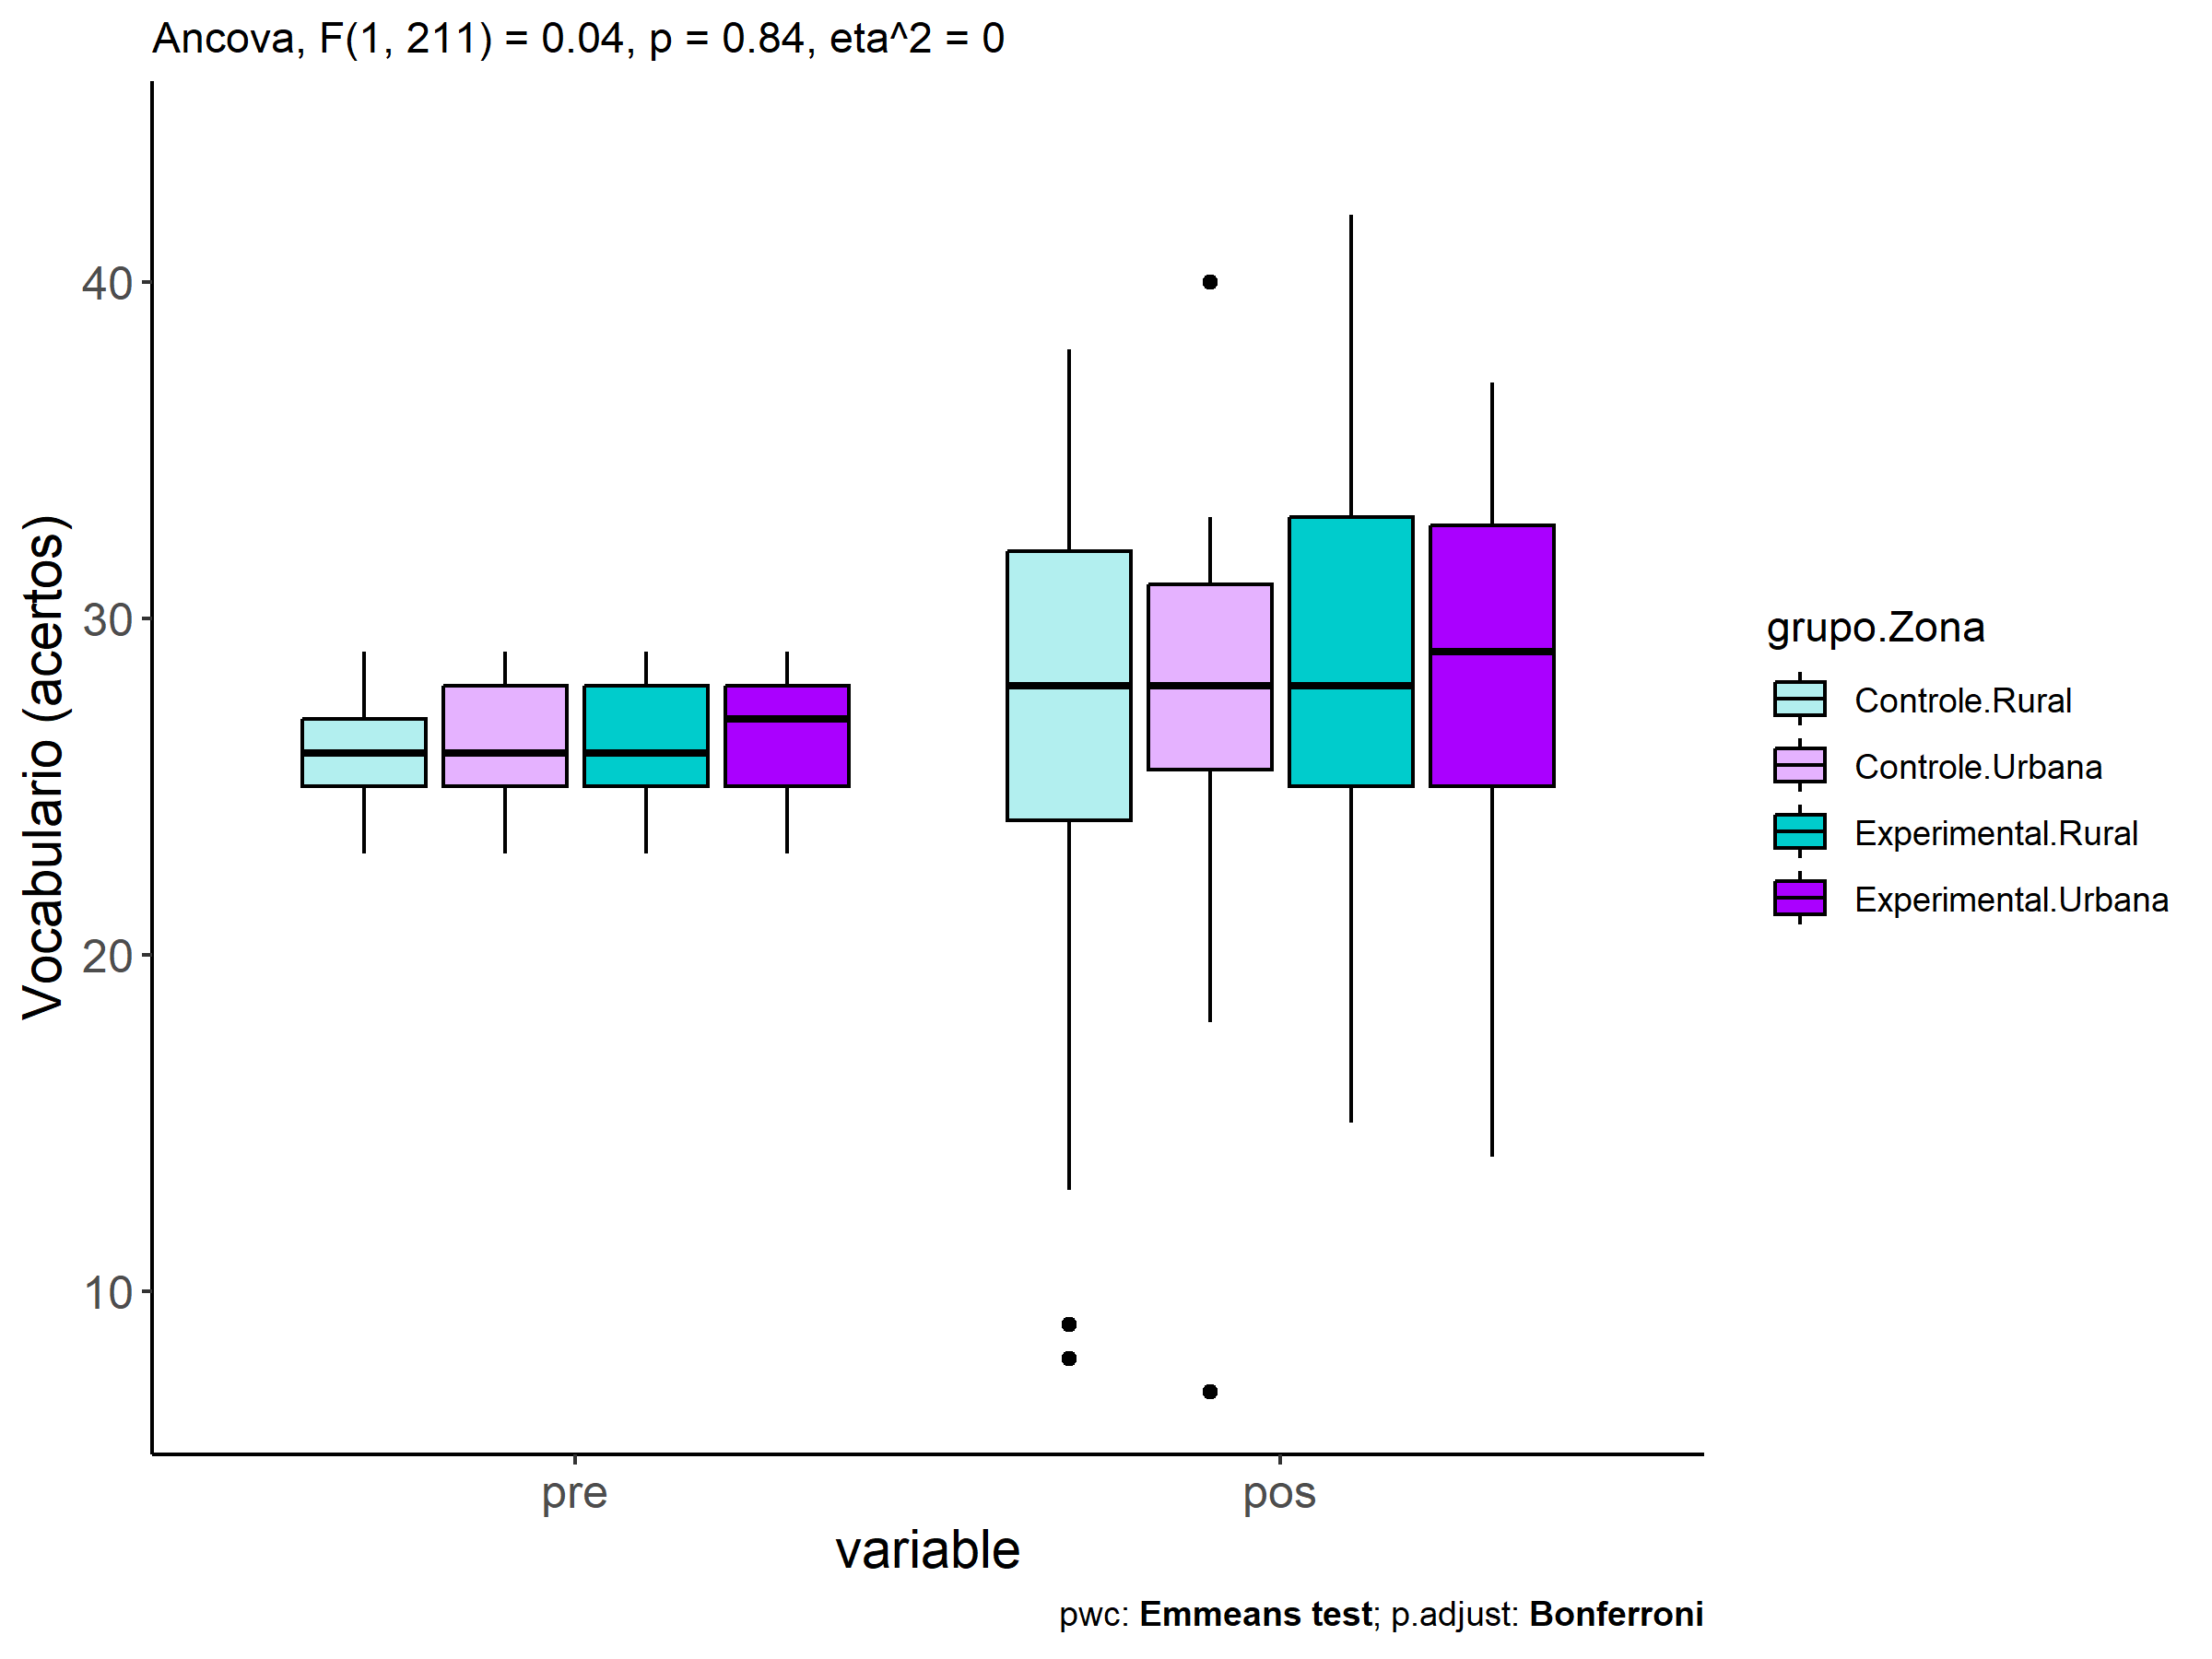 Ancova, F(1, 211) = 0.04, p = 0.84, eta^2 = 0
Vocabulario (acertos)
40
30
20
10
pre
pos
variable
grupo.Zona
Controle.Rural
Controle.Urbana
Experimental.Rural
Experimental.Urbana
pwc: Emmeans test; p.adjust: Bonferroni